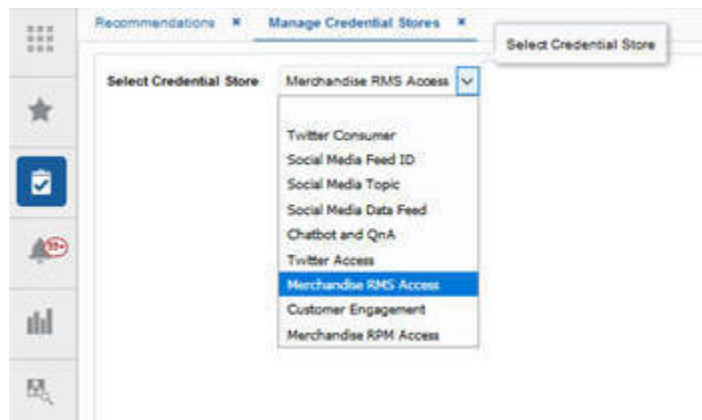 Recommendations × Manage Credential Stores ×
Select Credential Store
Select Credential Store Merchandise RMS Access
Twitter Consumer
Social Media Feed ID
Social Media Topic
Social Media Data Feed
Chatbot and QnA
Twitter Access
Merchandise RMS Access
Customer Engagement
Merchandise RPM Access
99+